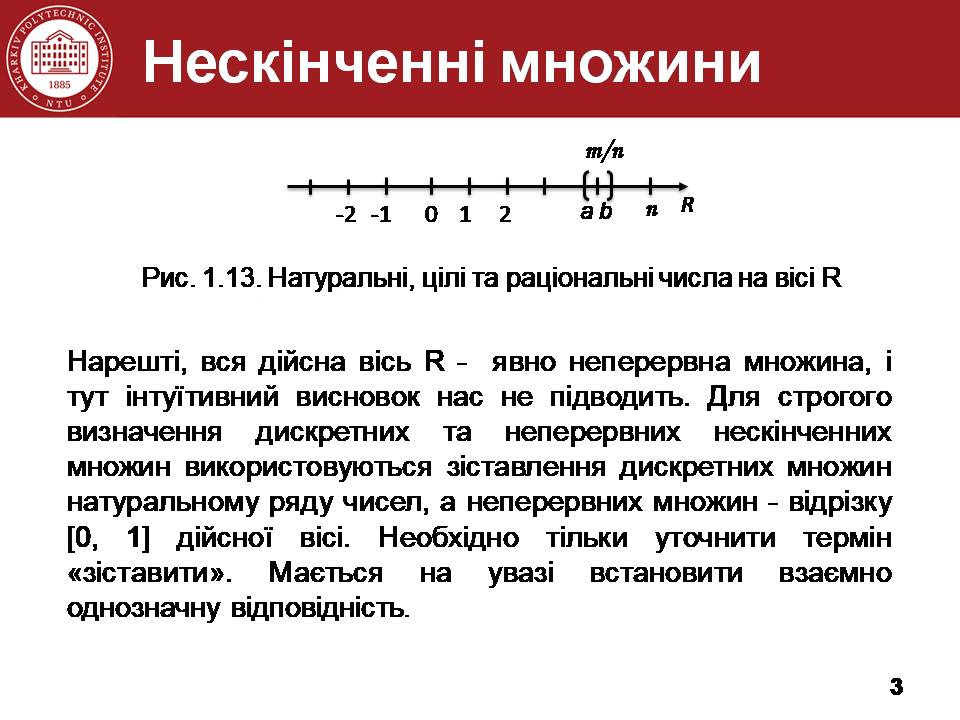 KHARKIV POLYTECHNIC INSTITUTE
1885
NTU
Нескінченні множини
m/n
-2 -1 0 1 2 a b n R
Рис. 1.13. Натуральні, цілі та раціональні числа на вісі R
Нарешті, вся дійсна вісь R - явно неперервна множина, і
тут інтуїтивний висновок нас не підводить. Для строгого
визначення дискретних та неперервних нескінченних
множин використовуються зіставлення дискретних множин
натуральному ряду чисел, а неперервних множин - відрізку
[0, 1] дійсної вісі. Необхідно тільки уточнити термін
«зіставити». Мається на увазі встановити взаємно
однозначну відповідність.
3